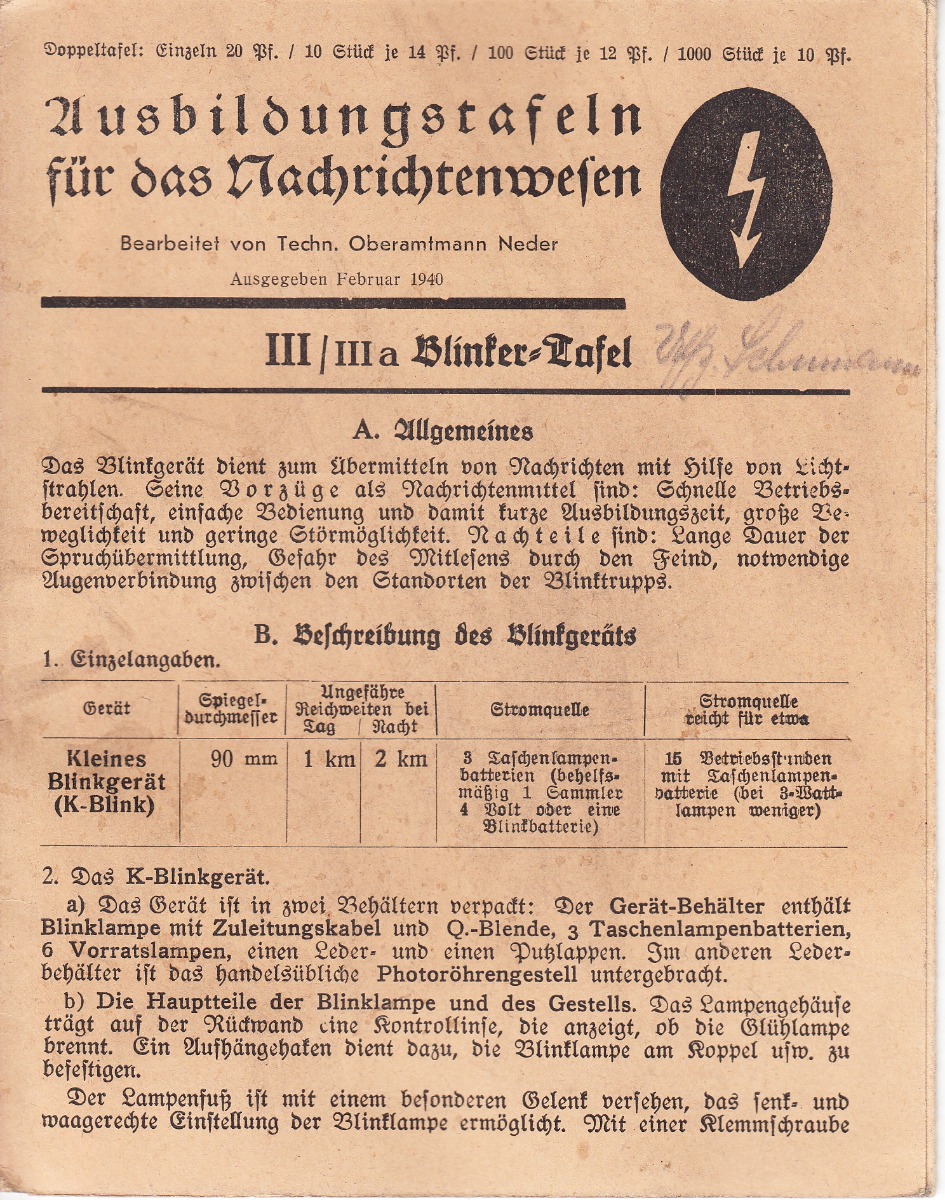 Doppeltafel: Einzeln 20 Pf. / 10 Stück je 14 Pf. / 100 Stück je 12 Pf. / 1000 Stück je 10 Pf.
Ausbildungstafeln
für das Nachrichtenwesen
Bearbeitet von Techn. Oberamtmann Neder
Ausgegeben Februar 1940
III/IIIa Blinker-Tafel
Uffz. Schumann
A. Allgemeines
Das Blinkgerät dient zum Übermitteln von Nachrichten mit Hilfe von Licht-
strahlen. Seine Vorzüge als Nachrichtenmittel sind: Schnelle Betriebs-
bereitschaft, einfache Bedienung und damit kurze Ausbildungszeit, große Be-
weglichkeit und geringe Störmöglichkeit. Nachteile sind: Lange Dauer der
Spruchübermittlung, Gefahr des Mitlesens durch den Feind, notwendige
Augenverbindung zwischen den Standorten der Blinktrupps.
B. Beschreibung des Blinkgeräts
1. Einzelangaben.
Gerät
Spiegel-
durchmesser
Ungefähre
Reichweiten bei
Tag / Nacht
Stromquelle
Stromquelle
reicht für etwa
Kleines
Blinkgerät
(K-Blink)
90 mm
1 km
2 km
3 Taschenlampen-
batterien (behelfs-
mäßig 1 Sammler
4 Volt oder eine
Blinkbatterie)
15 Betriebsstunden
mit Taschenlampen-
batterie (bei 3-Watt-
lampen weniger)
2. Das K-Blinkgerät.
a) Das Gerät ist in zwei Behältern verpackt: Der Gerät-Behälter enthält
Blinklampe mit Zuleitungskabel und Q.-Blende, 3 Taschenlampenbatterien,
6 Vorratslampen, einen Leder- und einen Putzlappen. Im anderen Leder-
behälter ist das handelsübliche Photoröhrengestell untergebracht.
b) Die Hauptteile der Blinklampe und des Gestells. Das Lampengehäuse
trägt auf der Rückwand eine Kontrollinse, die anzeigt, ob die Glühlampe
brennt. Ein Aufhängehaken dient dazu, die Blinklampe am Koppel usw. zu
befestigen.
Der Lampenfuß ist mit einem besonderen Gelenk versehen, das senk- und
waagerechte Einstellung der Blinklampe ermöglicht. Mit einer Klemmschraube